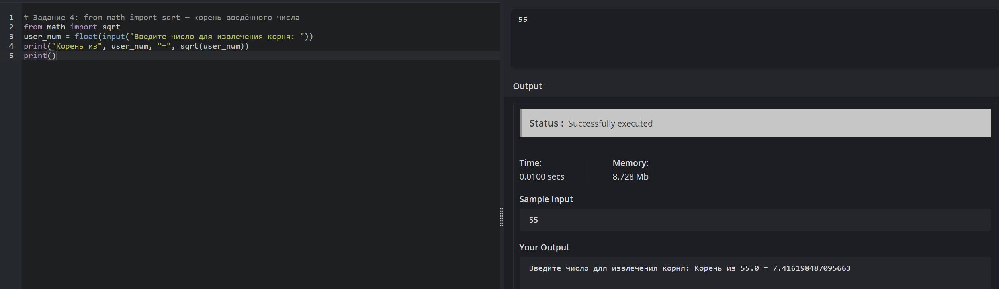 1 # Задание 4: from math import sqrt — корень введённого числа
2 from math import sqrt
3 user_num = float(input("Введите число для извлечения корня: "))
4 print("Корень из", user_num, "=", sqrt(user_num))
5 print()
55
Output
Status : Successfully executed
Time: Memory:
0.0100 secs 8.728 Mb
Sample Input
55
Your Output
Введите число для извлечения корня: Корень из 55.0 = 7.416198487095663